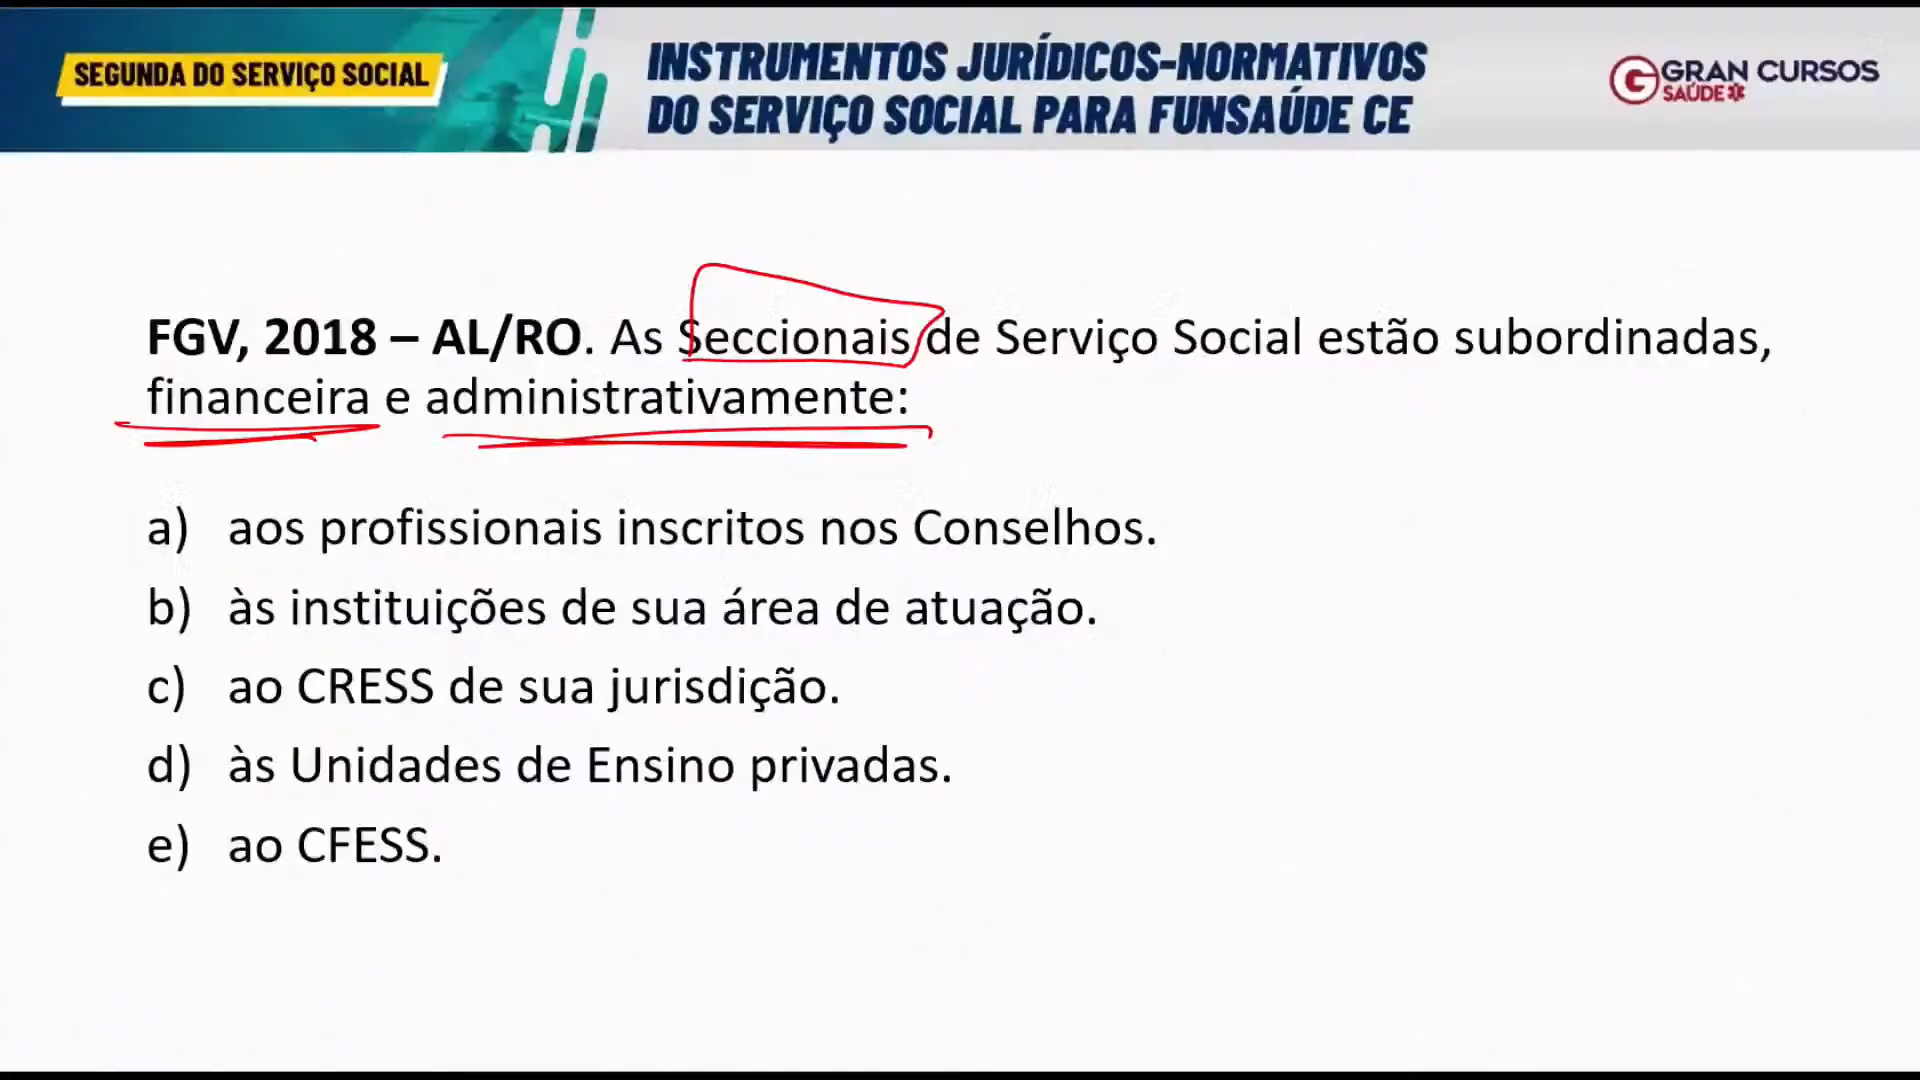 SEGUNDA DO SERVIÇO SOCIAL
INSTRUMENTOS JURÍDICOS-NORMATIVOS
DO SERVIÇO SOCIAL PARA FUNSAÚDE CE
G GRAN CURSOS
SAÚDE
FGV, 2018 – AL/RO. As Seccionais de Serviço Social estão subordinadas,
financeira e administrativamente:
a) aos profissionais inscritos nos Conselhos.
b) às instituições de sua área de atuação.
c) ao CRESS de sua jurisdição.
d) às Unidades de Ensino privadas.
e) ao CFESS.